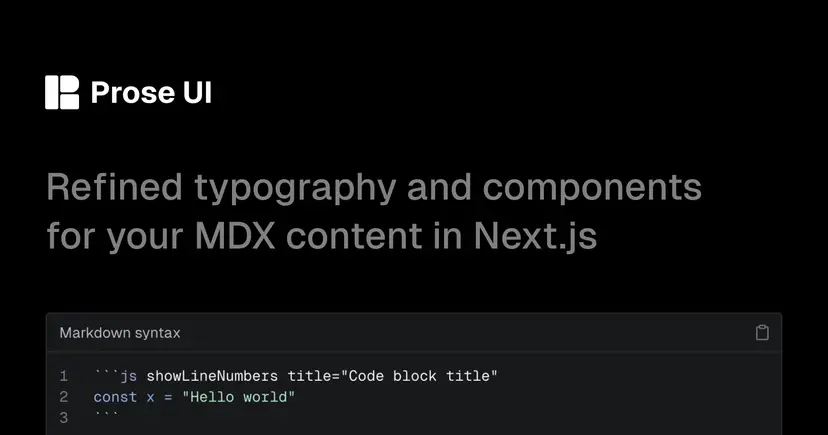 Prose UI
Refined typography and components
for your MDX content in Next.js
Markdown syntax
1 ```js showLineNumbers title="Code block title"
2 const x = "Hello world"
3 ```